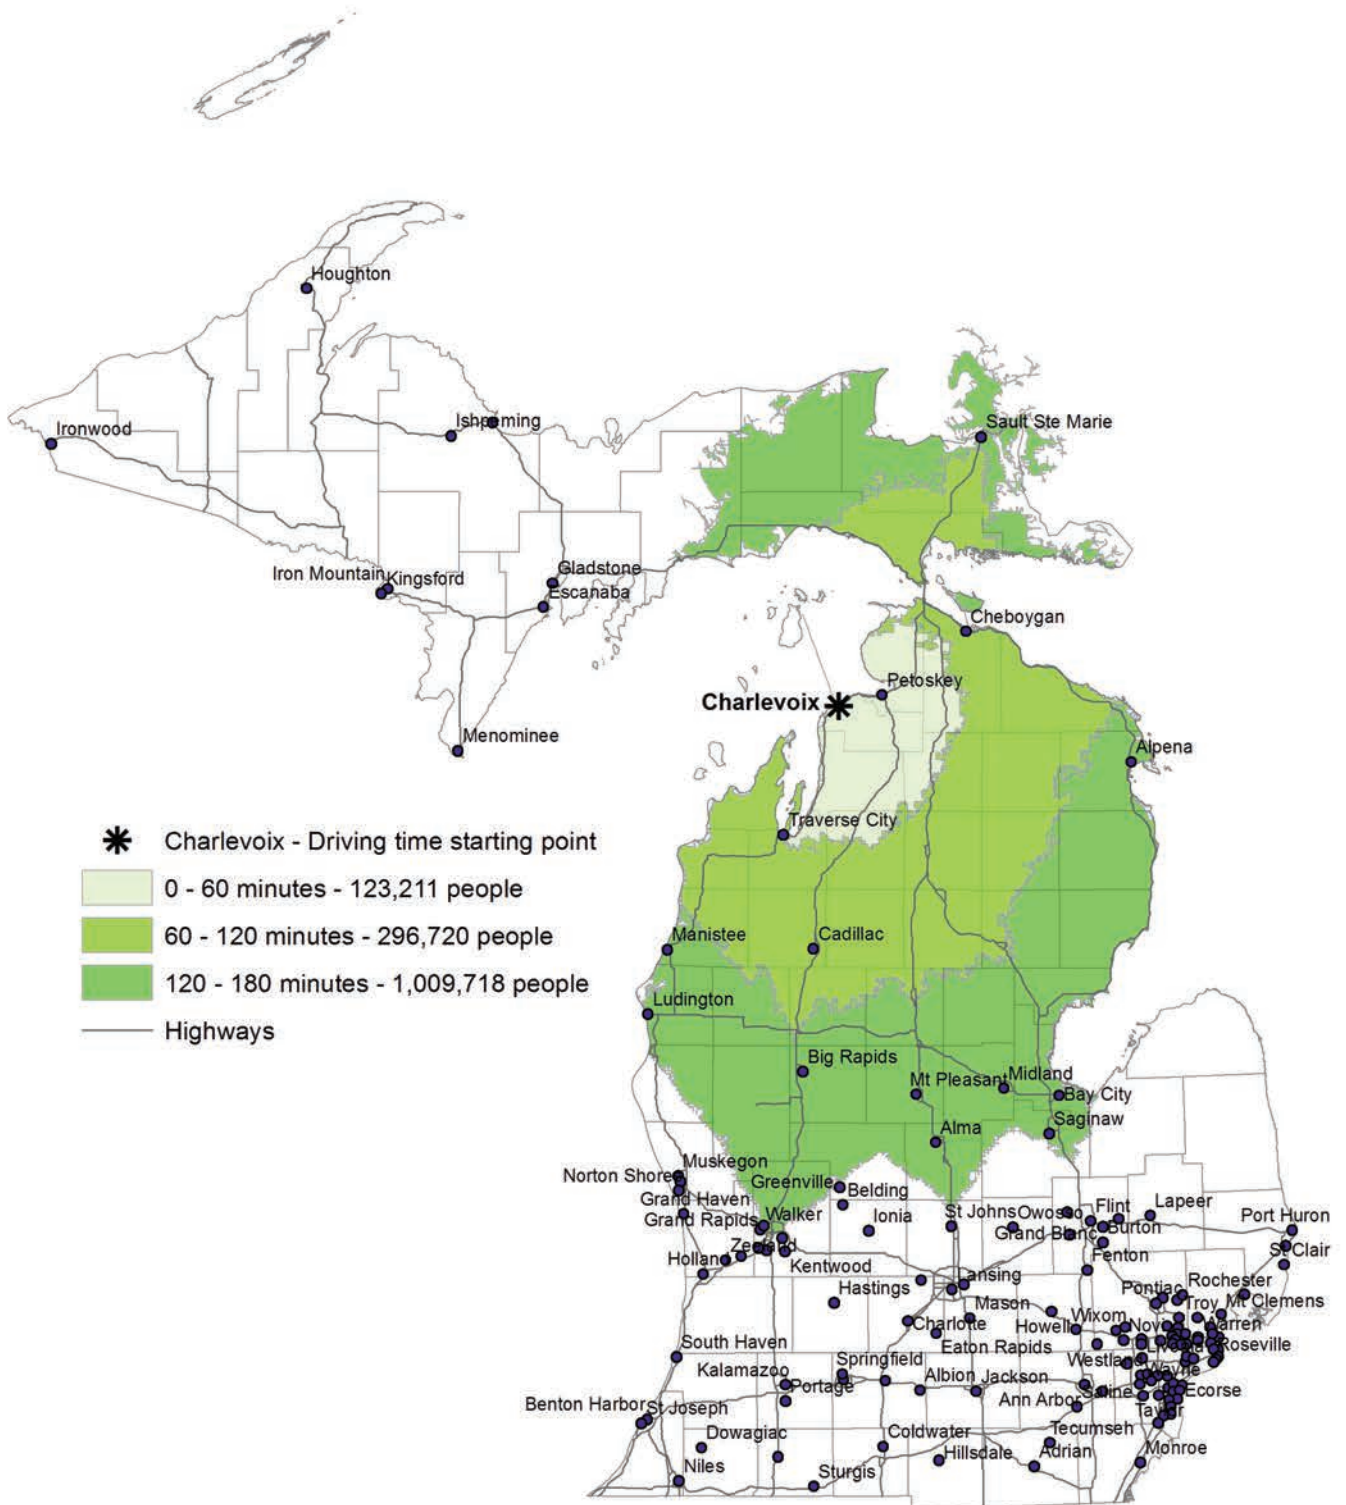 Houghton
Ishpeming
Ironwood
Sault Ste Marie
Gladstone
Iron Mountain
Kingsford
Escanaba
Cheboygan
Petoskey
Charlevoix
Menominee
Alpena
Traverse City
Charlevoix - Driving time starting point
0 - 60 minutes - 123,211 people
60 - 120 minutes - 296,720 people
120 - 180 minutes - 1,009,718 people
Highways
Manistee
Cadillac
Ludington
Big Rapids
Mt Pleasant
Midland
Bay City
Saginaw
Alma
Muskegon
Norton Shores
Greenville
Belding
Grand Haven
Grand Rapids
Walker
Ionia
St Johns
Owosso
Flint
Lapeer
Grand Blanc
Burton
Port Huron
Zeeland
Fenton
St Clair
Holland
Kentwood
Lansing
Hastings
Pontiac
Rochester
Troy
Mt Clemens
Mason
Charlotte
Howell
Wixom
Novi
Warren
South Haven
Eaton Rapids
Livonia
Roseville
Kalamazoo
Springfield
Westland
Wayne
Portage
Albion
Jackson
Ann Arbor
Saline
Ecorse
Benton Harbor
St Joseph
Taylor
Dowagiac
Coldwater
Tecumseh
Hillsdale
Adrian
Monroe
Niles
Sturgis